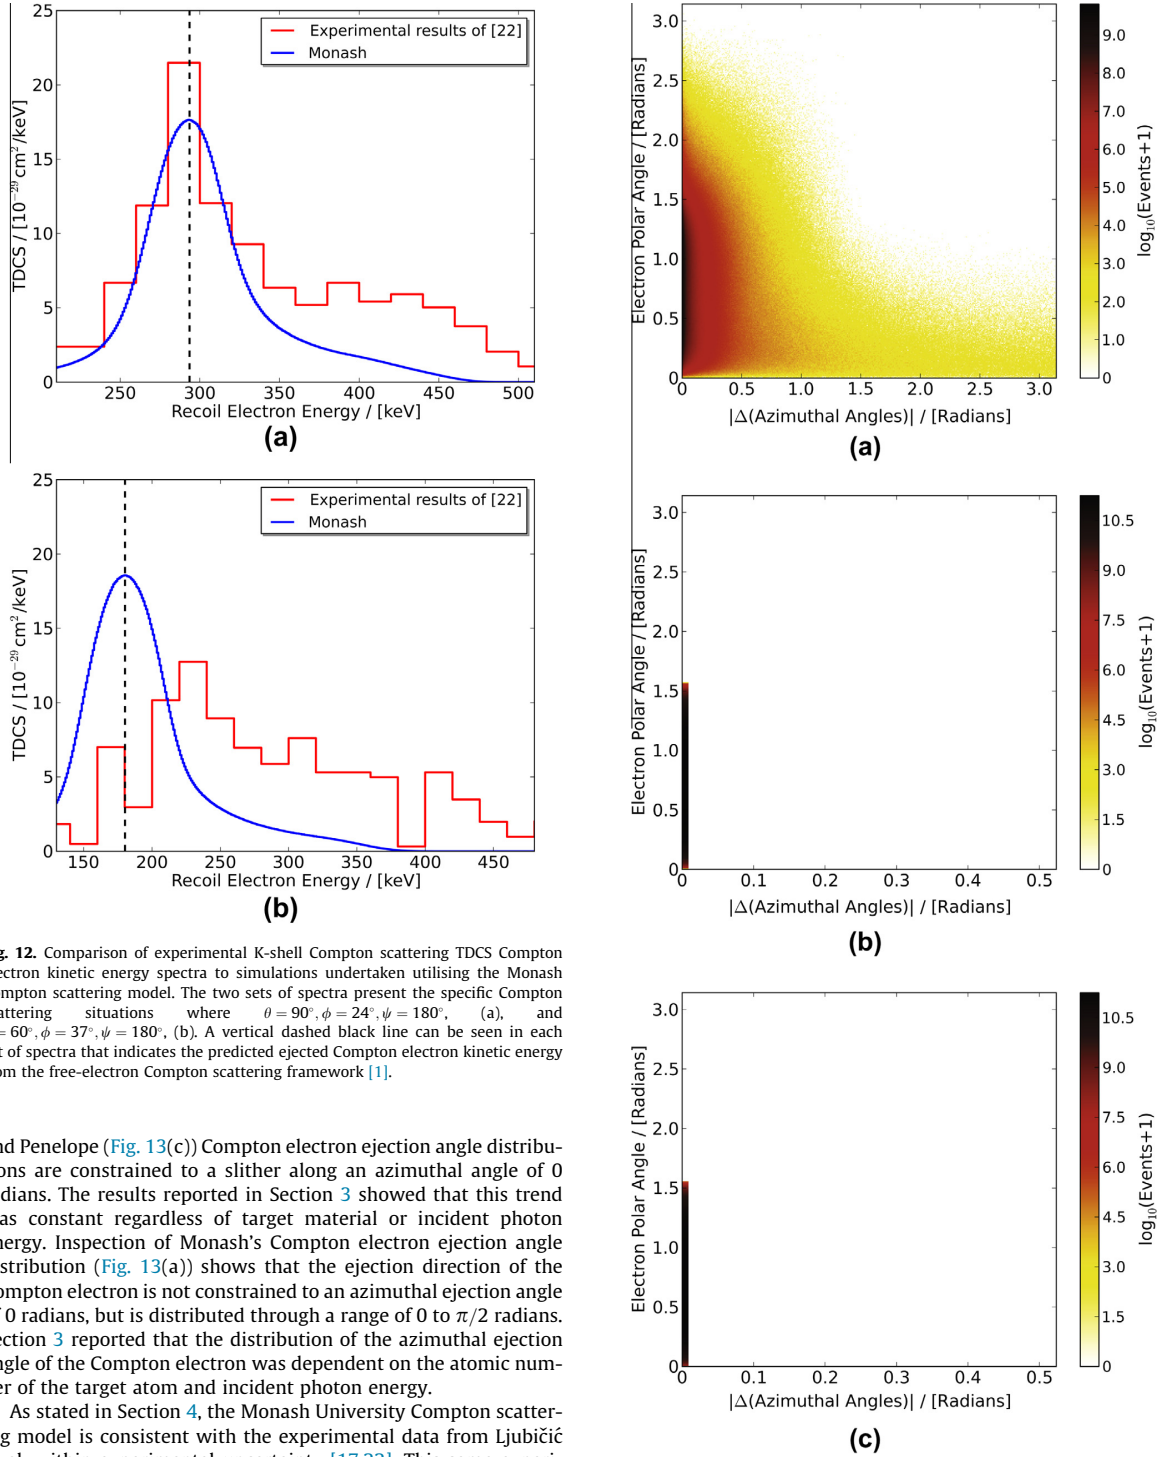 25
20
15
10
5
0
TDCS / [10⁻²⁹ cm²/keV]
Experimental results of [22]
Monash
250 300 350 400 450 500
Recoil Electron Energy / [keV]
(a)
25
20
15
10
5
0
TDCS / [10⁻²⁹ cm²/keV]
Experimental results of [22]
Monash
150 200 250 300 350 400 450
Recoil Electron Energy / [keV]
(b)
g. 12. Comparison of experimental K-shell Compton scattering TDCS Compton
ectron kinetic energy spectra to simulations undertaken utilising the Monash
ompton scattering model. The two sets of spectra present the specific Compton
attering situations where θ = 90°, ϕ = 24°, ψ = 180°, (a), and
= 60°, ϕ = 37°, ψ = 180°, (b). A vertical dashed black line can be seen in each
t of spectra that indicates the predicted ejected Compton electron kinetic energy
om the free-electron Compton scattering framework [1].
nd Penelope (Fig. 13(c)) Compton electron ejection angle distribu-
ons are constrained to a slither along an azimuthal angle of 0
dians. The results reported in Section 3 showed that this trend
as constant regardless of target material or incident photon
nergy. Inspection of Monash's Compton electron ejection angle
stribution (Fig. 13(a)) shows that the ejection direction of the
ompton electron is not constrained to an azimuthal ejection angle
f 0 radians, but is distributed through a range of 0 to π/2 radians.
ection 3 reported that the distribution of the azimuthal ejection
ngle of the Compton electron was dependent on the atomic num-
er of the target atom and incident photon energy.
As stated in Section 4, the Monash University Compton scatter-
g model is consistent with the experimental data from Ljubičić
3.0
2.5
2.0
1.5
1.0
0.5
0
Electron Polar Angle / [Radians]
0 0.5 1.0 1.5 2.0 2.5 3.0
|Δ(Azimuthal Angles)| / [Radians]
9.0
8.0
7.0
6.0
5.0
4.0
3.0
2.0
1.0
0
log₁₀(Events+1)
(a)
3.0
2.5
2.0
1.5
1.0
0.5
0
Electron Polar Angle / [Radians]
0 0.1 0.2 0.3 0.4 0.5
|Δ(Azimuthal Angles)| / [Radians]
10.5
9.0
7.5
6.0
4.5
3.0
1.5
0
log₁₀(Events+1)
(b)
3.0
2.5
2.0
1.5
1.0
0.5
0
Electron Polar Angle / [Radians]
0 0.1 0.2 0.3 0.4 0.5
|Δ(Azimuthal Angles)| / [Radians]
10.5
9.0
7.5
6.0
4.5
3.0
1.5
0
log₁₀(Events+1)
(c)